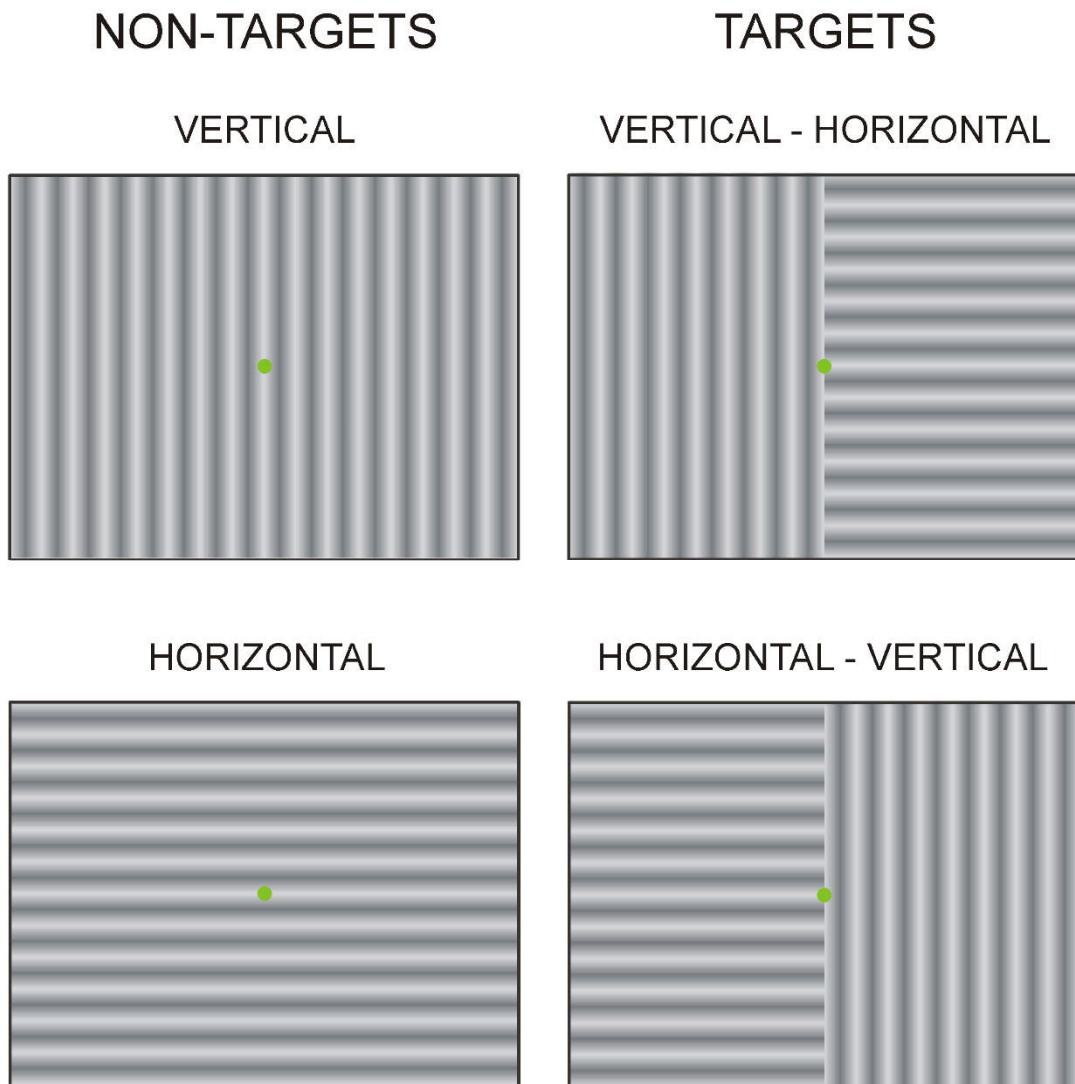 NON-TARGETS
TARGETS
VERTICAL
VERTICAL - HORIZONTAL
HORIZONTAL
HORIZONTAL - VERTICAL